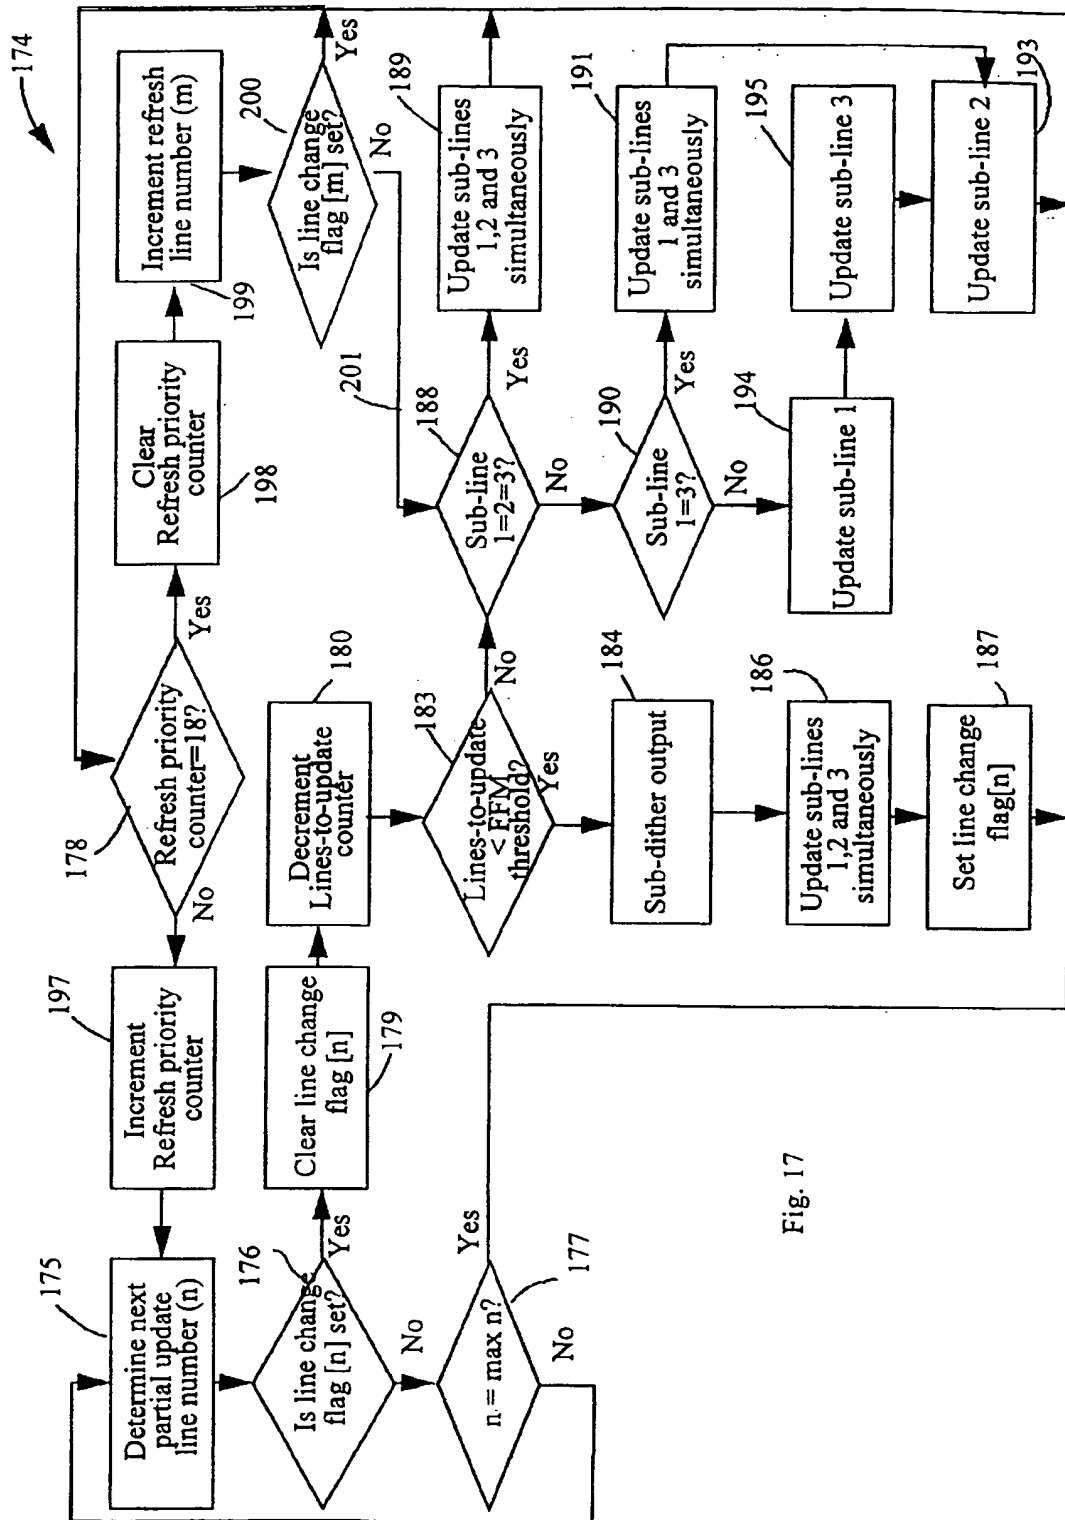 174
175
Determine next
partial update
line number (n)
197
Increment
Refresh priority
counter
178
Refresh priority
counter=18?
No
Yes
Clear
Refresh priority
counter
198
Increment refresh
line number (m)
199
176
Is line change
flag [n] set?
Yes
No
Clear line change
flag [n]
179
Decrement
Lines-to-update
counter
180
200
Is line change
flag [m] set?
Yes
No
201
177
n = max n?
Yes
No
183
Lines-to-update
< FFM
threshold?
No
Yes
188
Sub-line
1=2=3?
Yes
No
189
Update sub-lines
1,2 and 3
simultaneously
184
Sub-dither output
190
Sub-line
1=3?
Yes
No
191
Update sub-lines
1 and 3
simultaneously
186
Update sub-lines
1,2 and 3
simultaneously
194
Update sub-line 1
195
Update sub-line 3
187
Set line change
flag[n]
193
Update sub-line 2
Fig. 17